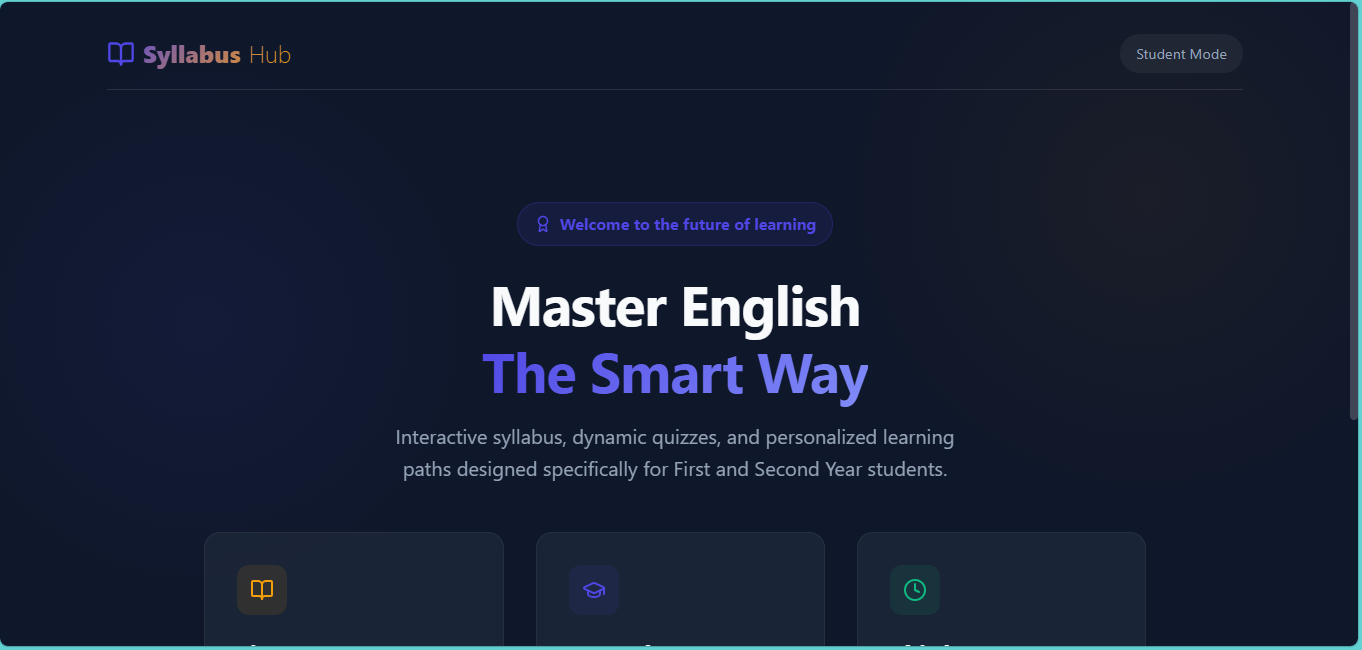 Syllabus Hub
Student Mode
Welcome to the future of learning
Master English
The Smart Way
Interactive syllabus, dynamic quizzes, and personalized learning
paths designed specifically for First and Second Year students.